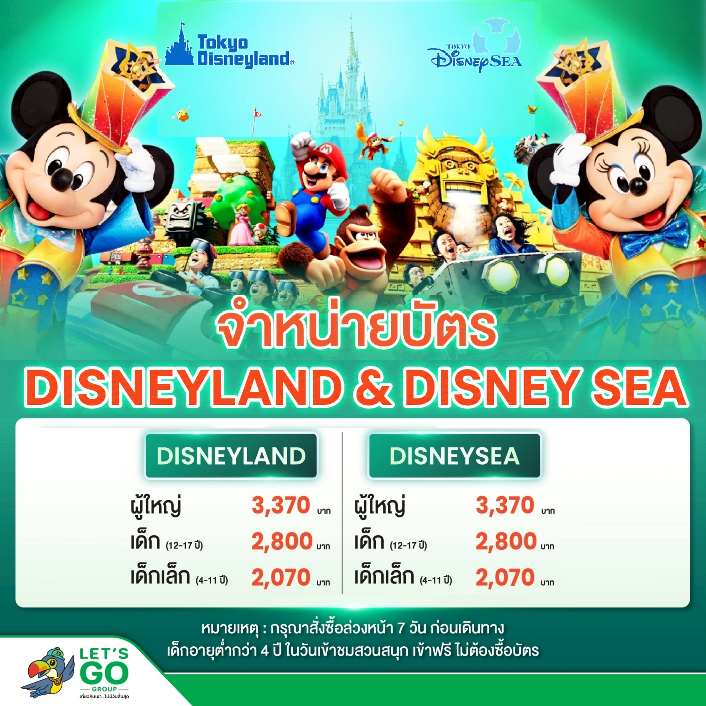 Tokyo
Disneyland
TOKYO
DISNEYSEA
จำหน่ายบัตร
DISNEYLAND & DISNEY SEA
DISNEYLAND
ผู้ใหญ่ 3,370 บาท
เด็ก (12-17 ปี) 2,800 บาท
เด็กเล็ก (4-11 ปี) 2,070 บาท
DISNEYSEA
ผู้ใหญ่ 3,370 บาท
เด็ก (12-17 ปี) 2,800 บาท
เด็กเล็ก (4-11 ปี) 2,070 บาท
หมายเหตุ : กรุณาสั่งซื้อล่วงหน้า 7 วัน ก่อนเดินทาง
เด็กอายุต่ำกว่า 4 ปี ในวันเข้าชมสวนสนุก เข้าฟรี ไม่ต้องซื้อบัตร
LET'S
GO
GROUP